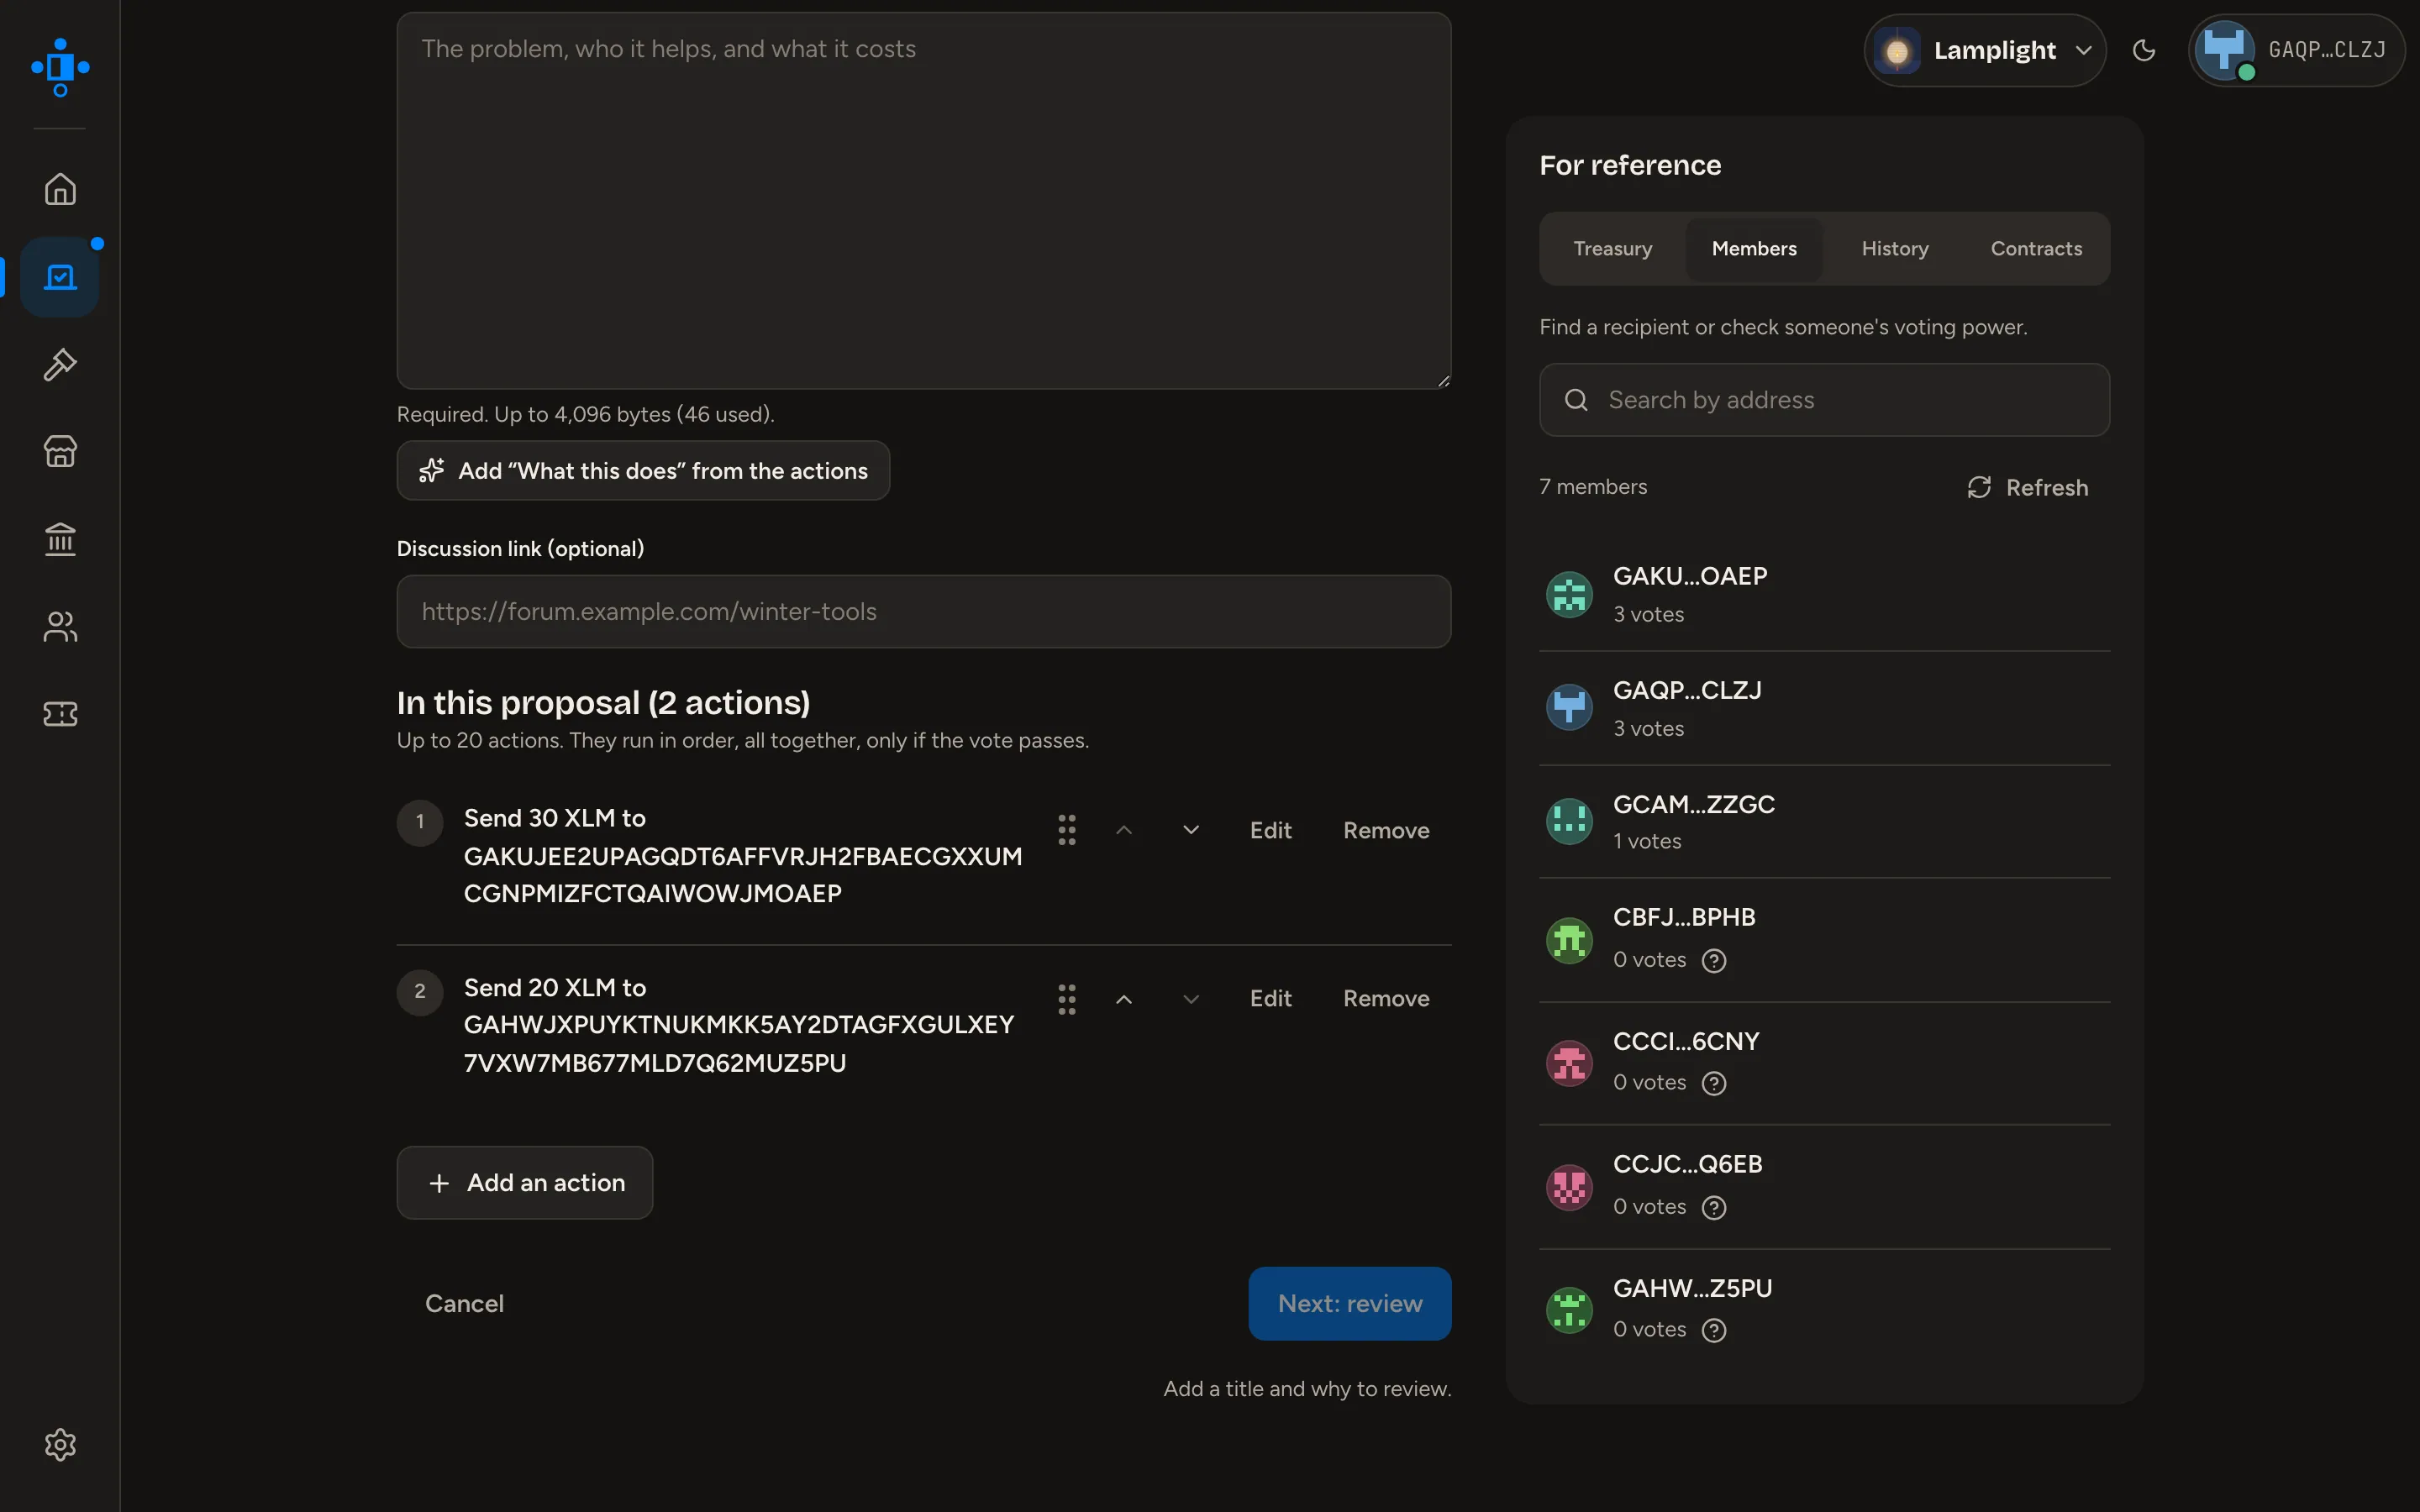 The problem, who it helps, and what it costs
Required. Up to 4,096 bytes (46 used).
Add “What this does” from the actions
Discussion link (optional)
https://forum.example.com/winter-tools
In this proposal (2 actions)
Up to 20 actions. They run in order, all together, only if the vote passes.
1
Send 30 XLM to
GAKUJEE2UPAGQDT6AFFVRJH2FBAECGXXUM
CGNPMIZFCTQAIWOWJMOAEP
Edit
Remove
2
Send 20 XLM to
GAHWJXPUYKTNUKMKK5AY2DTAGFXGULXEY
7VXW7MB677MLD7Q62MUZ5PU
Edit
Remove
Add an action
Cancel
Next: review
Add a title and why to review.
Lamplight
GAQP…CLZJ
For reference
Treasury
Members
History
Contracts
Find a recipient or check someone's voting power.
Search by address
7 members
Refresh
GAKU...OAEP
3 votes
GAQP...CLZJ
3 votes
GCAM...ZZGC
1 votes
CBFJ...BPHB
0 votes
CCCI...6CNY
0 votes
CCJC...Q6EB
0 votes
GAHW...Z5PU
0 votes